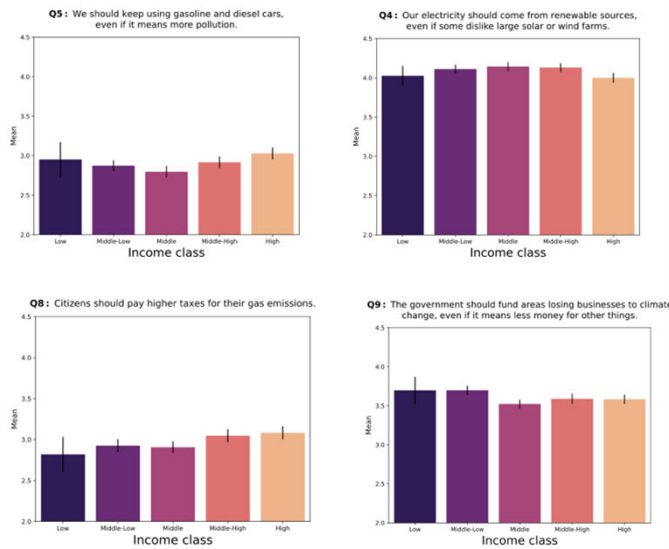 Q5: We should keep using gasoline and diesel cars,
even if it means more pollution.
4.5
4.0
3.5
3.0
2.5
2.0
Mean
Low Middle-Low Middle Middle-High High
Income class
Q4: Our electricity should come from renewable sources,
even if some dislike large solar or wind farms.
4.5
4.0
3.5
3.0
2.5
2.0
Mean
Low Middle-Low Middle Middle-High High
Income class
Q8: Citizens should pay higher taxes for their gas emissions.
4.5
4.0
3.5
3.0
2.5
2.0
Mean
Low Middle-Low Middle Middle-High High
Income class
Q9: The government should fund areas losing businesses to climate
change, even if it means less money for other things.
4.5
4.0
3.5
3.0
2.5
2.0
Mean
Low Middle-Low Middle Middle-High High
Income class